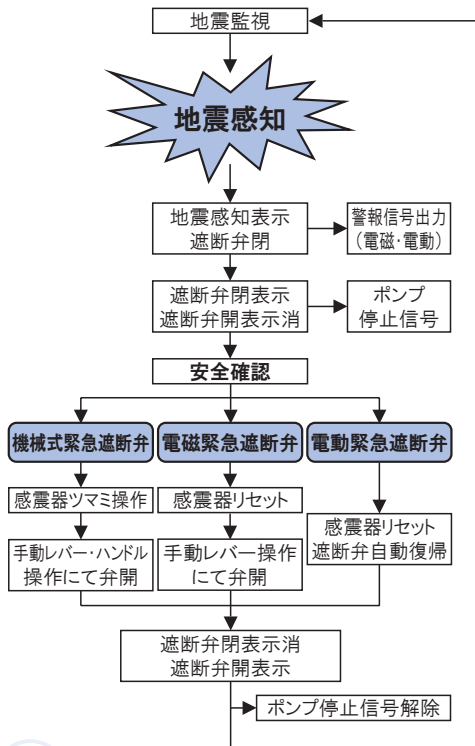 地震監視
地震感知
地震感知表示
遮断弁閉
警報信号出力
（電磁・電動）
遮断弁閉表示
遮断弁開表示消
ポンプ
停止信号
安全確認
機械式緊急遮断弁
電磁緊急遮断弁
電動緊急遮断弁
感震器ツマミ操作
感震器リセット
感震器リセット
遮断弁自動復帰
手動レバー・ハンドル
操作にて弁開
手動レバー操作
にて弁開
遮断弁閉表示消
遮断弁開表示
ポンプ停止信号解除